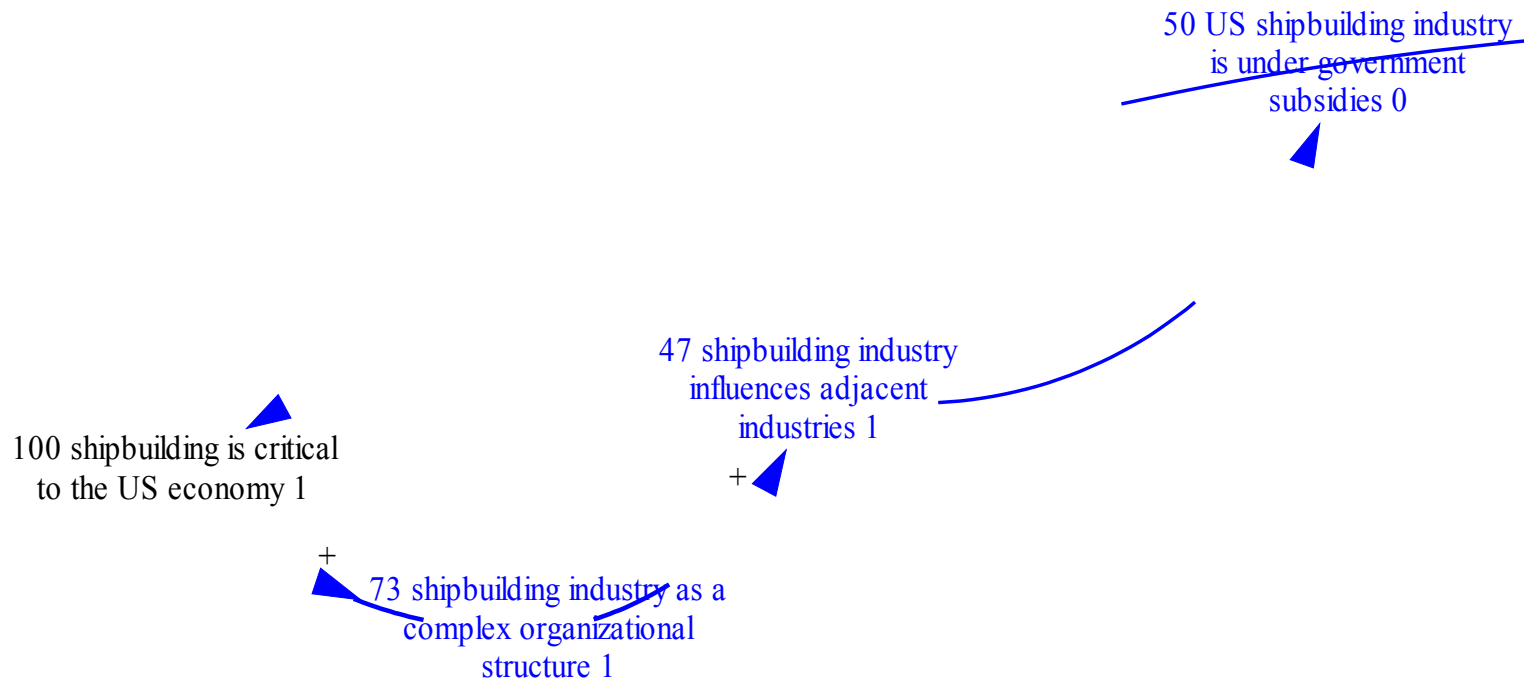 50 US shipbuilding industry
is under government
subsidies 0
47 shipbuilding industry
influences adjacent
industries 1
100 shipbuilding is critical
to the US economy 1
+
+
73 shipbuilding industry as a
complex organizational
structure 1